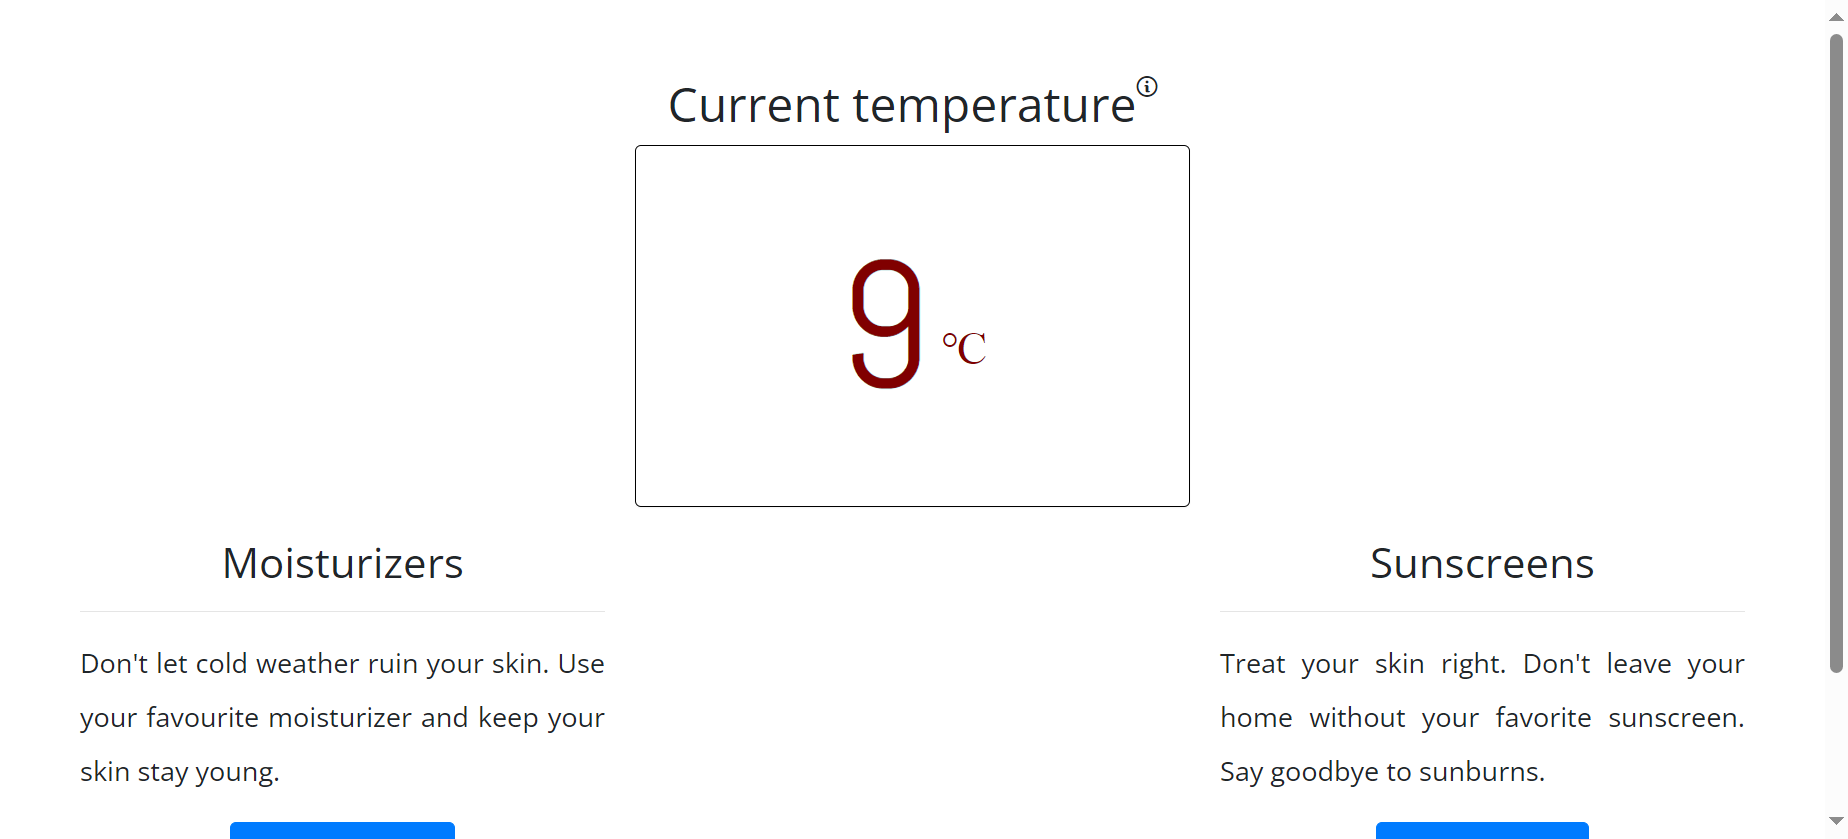 Current temperature
9 °C
Moisturizers
Don't let cold weather ruin your skin. Use
your favourite moisturizer and keep your
skin stay young.
Sunscreens
Treat your skin right. Don't leave your
home without your favorite sunscreen.
Say goodbye to sunburns.